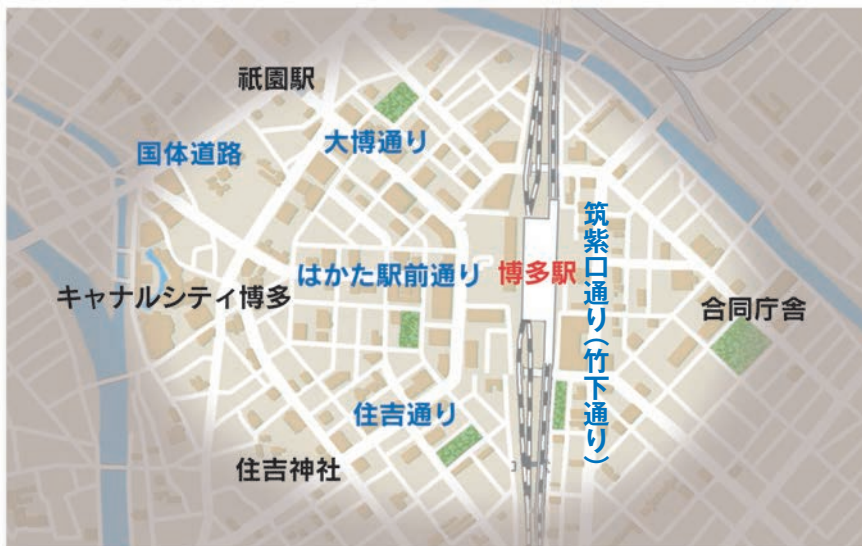 祇園駅
国体道路
大博通り
筑紫口通り(竹下通り)
はかた駅前通り
博多駅
キャナルシティ博多
合同庁舎
住吉通り
住吉神社